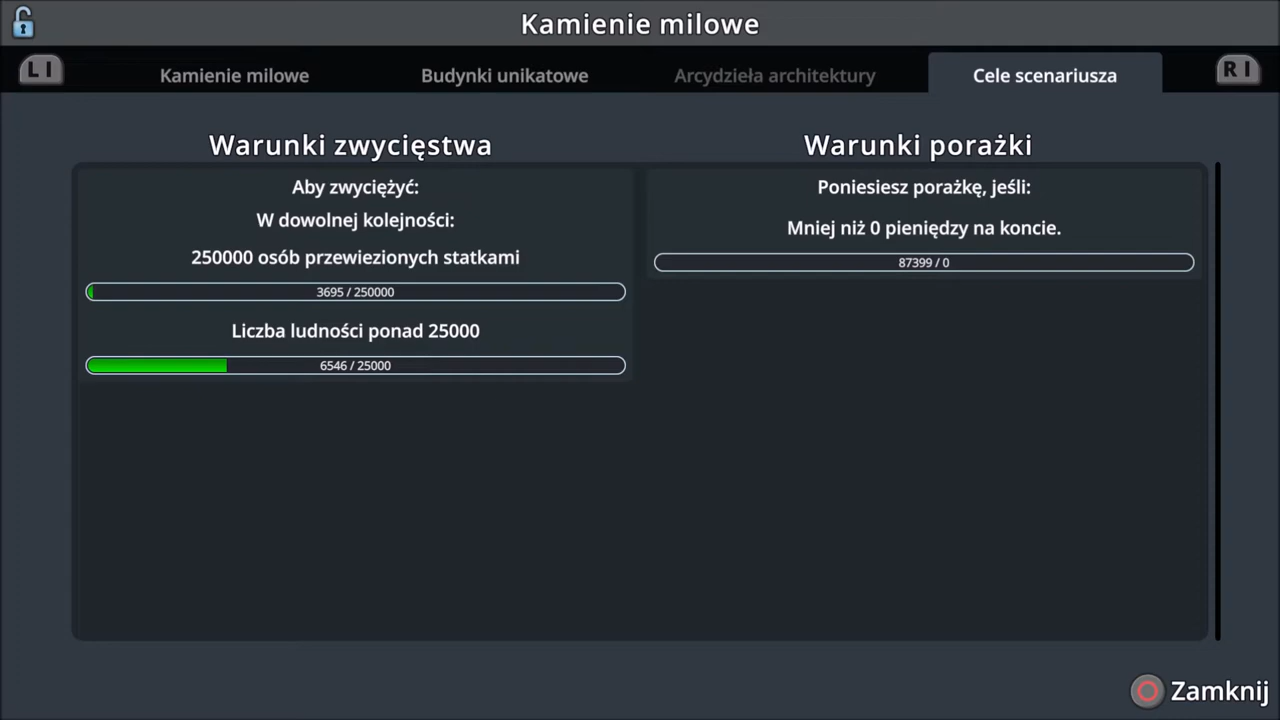 Kamienie milowe
L1 Kamienie milowe Budynki unikatowe Arcydzieła architektury Cele scenariusza R1
Warunki zwycięstwa
Aby zwyciężyć:
W dowolnej kolejności:
250000 osób przewiezionych statkami
3695 / 250000
Liczba ludności ponad 25000
6546 / 25000
Warunki porażki
Poniesiesz porażkę, jeśli:
Mniej niż 0 pieniędzy na koncie.
87399 / 0
Zamknij